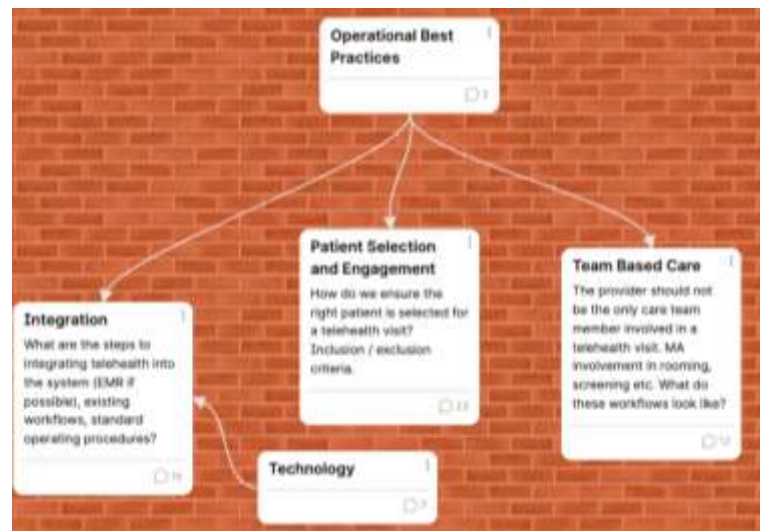 Operational Best
Practices
Patient Selection
and Engagement
How do we ensure the
right patient is selected for
a telehealth visit?
Inclusion / exclusion
criteria.
Team Based Care
The provider should not
be the only care team
member involved in a
telehealth visit. MA
involvement in rooming,
screening etc. What do
these workflows look like?
Integration
What are the steps to
integrating telehealth into
the system (EMR if
possible), existing
workflows, standard
operating procedures?
Technology